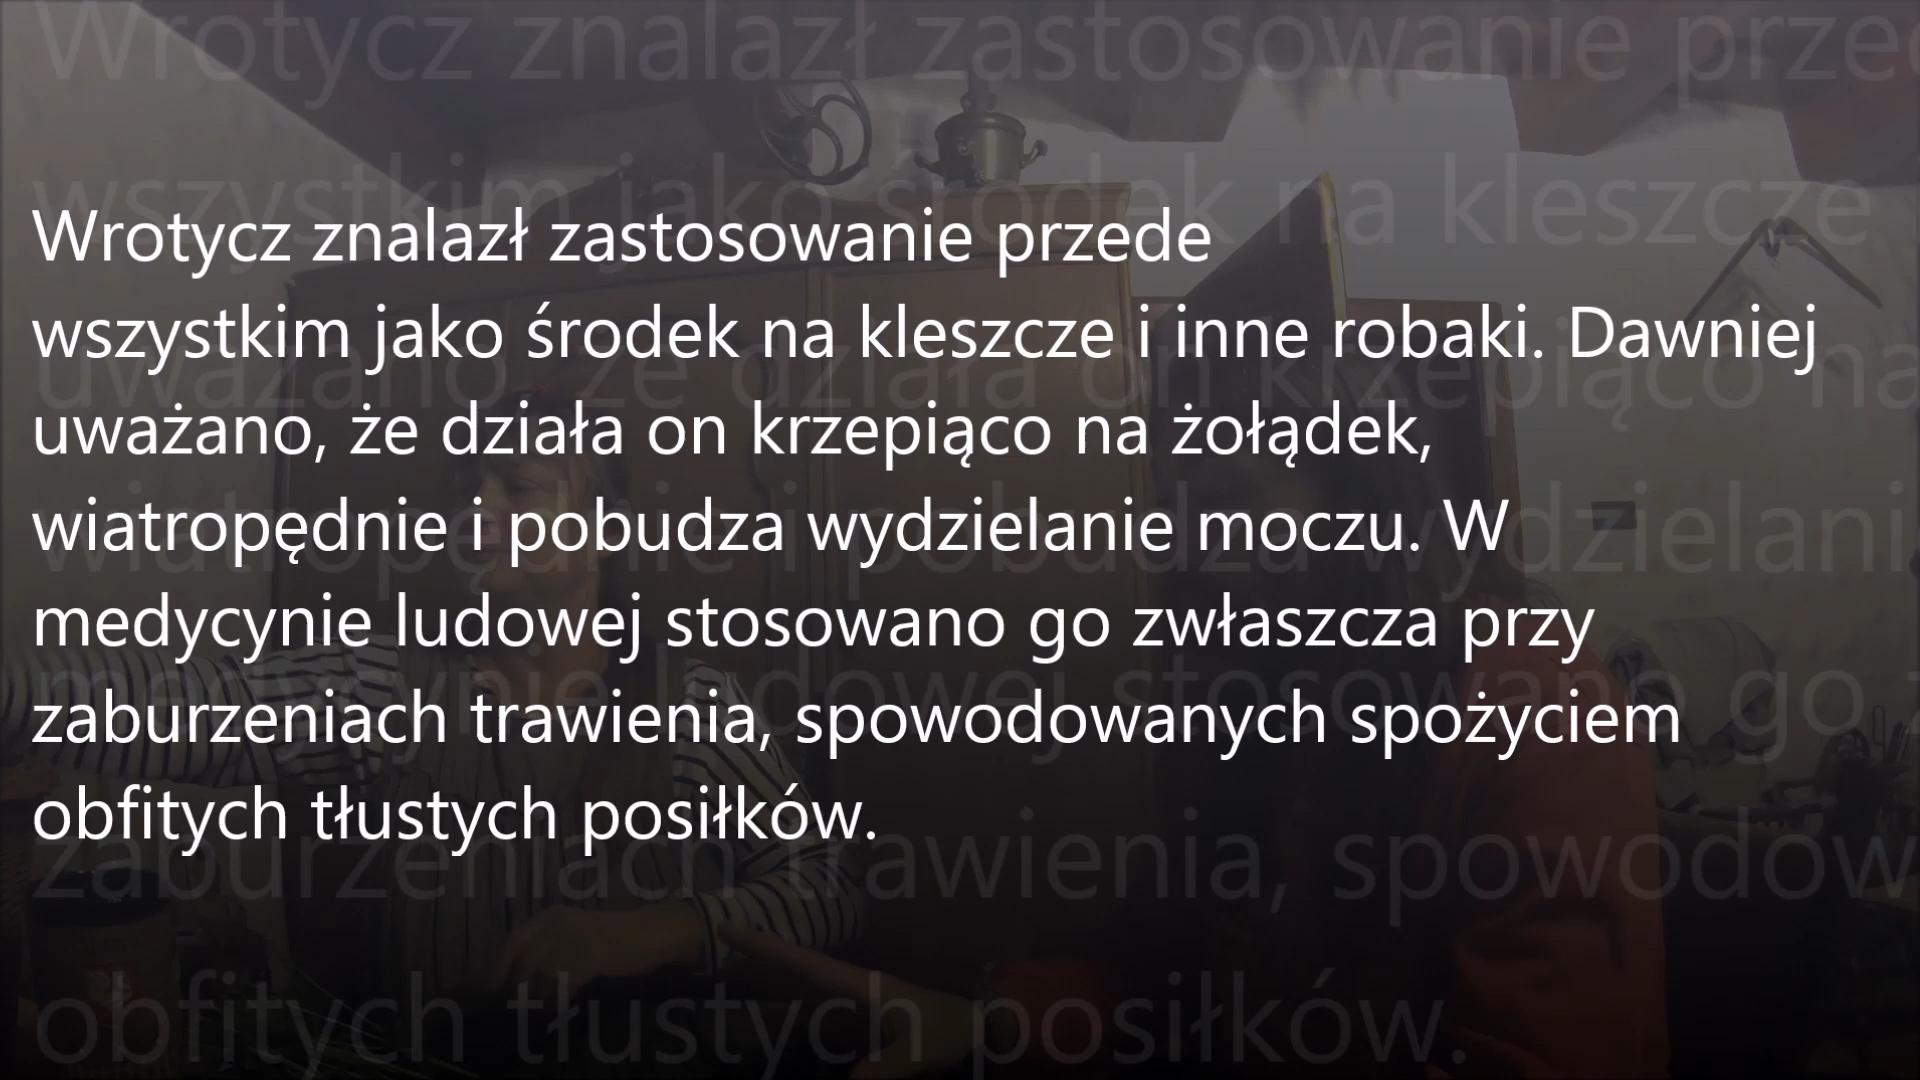 Wrotycz znalazł zastosowanie przede
wszystkim jako środek na kleszcze i inne robaki. Dawniej
uważano, że działa on krzepiąco na żołądek,
wiatropędnie i pobudza wydzielanie moczu. W
medycynie ludowej stosowano go zwłaszcza przy
zaburzeniach trawienia, spowodowanych spożyciem
obfitych tłustych posiłków.